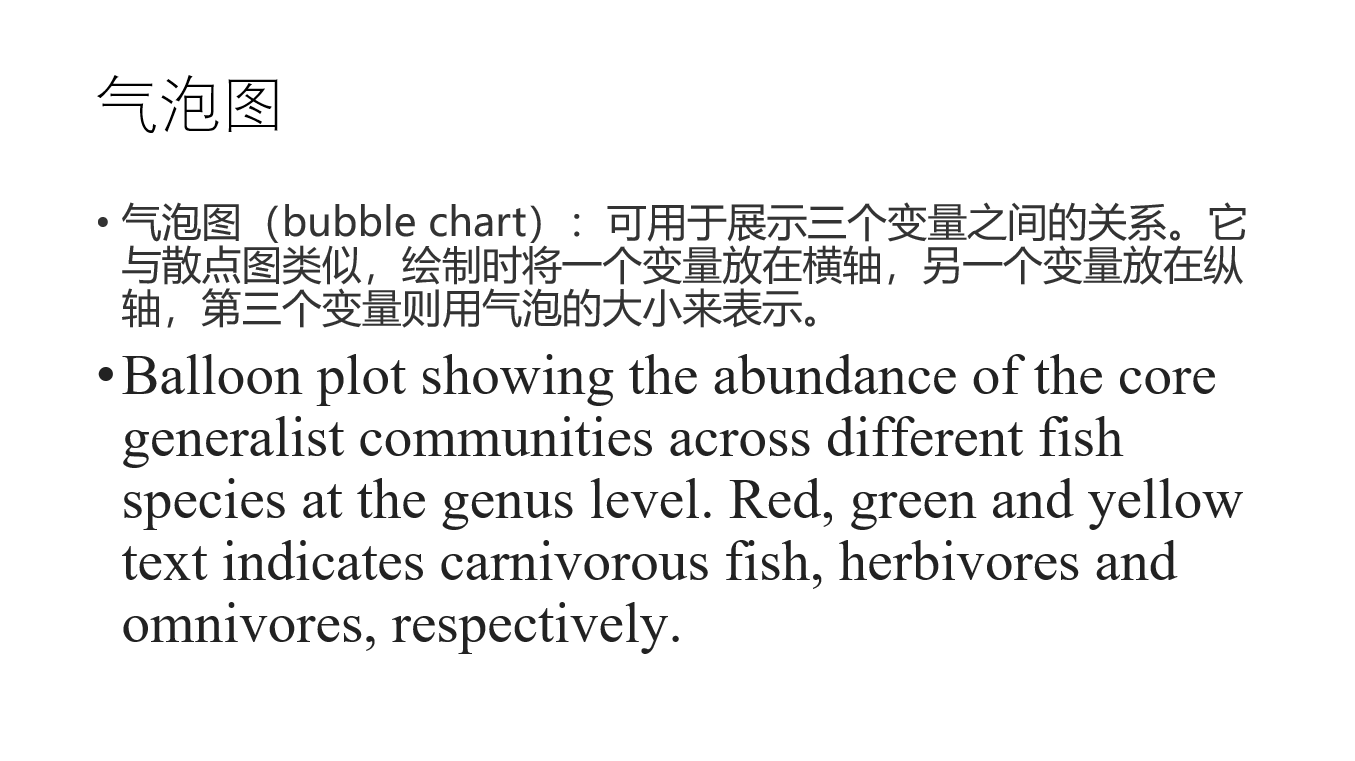 气泡图
• 气泡图（bubble chart）：可用于展示三个变量之间的关系。它
与散点图类似，绘制时将一个变量放在横轴，另一个变量放在纵
轴，第三个变量则用气泡的大小来表示。
• Balloon plot showing the abundance of the core
generalist communities across different fish
species at the genus level. Red, green and yellow
text indicates carnivorous fish, herbivores and
omnivores, respectively.